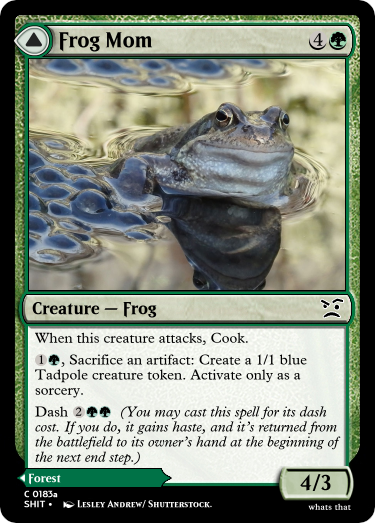 Frog Mom 4
Creature — Frog
When this creature attacks, Cook.
1, Sacrifice an artifact: Create a 1/1 blue
Tadpole creature token. Activate only as a
sorcery.
Dash 2 (You may cast this spell for its dash
cost. If you do, it gains haste, and it's returned from
the battlefield to its owner's hand at the beginning of
the next end step.)
Forest
4/3
C 0183a
SHIT • Lesley Andrew/ Shutterstock.
whats that